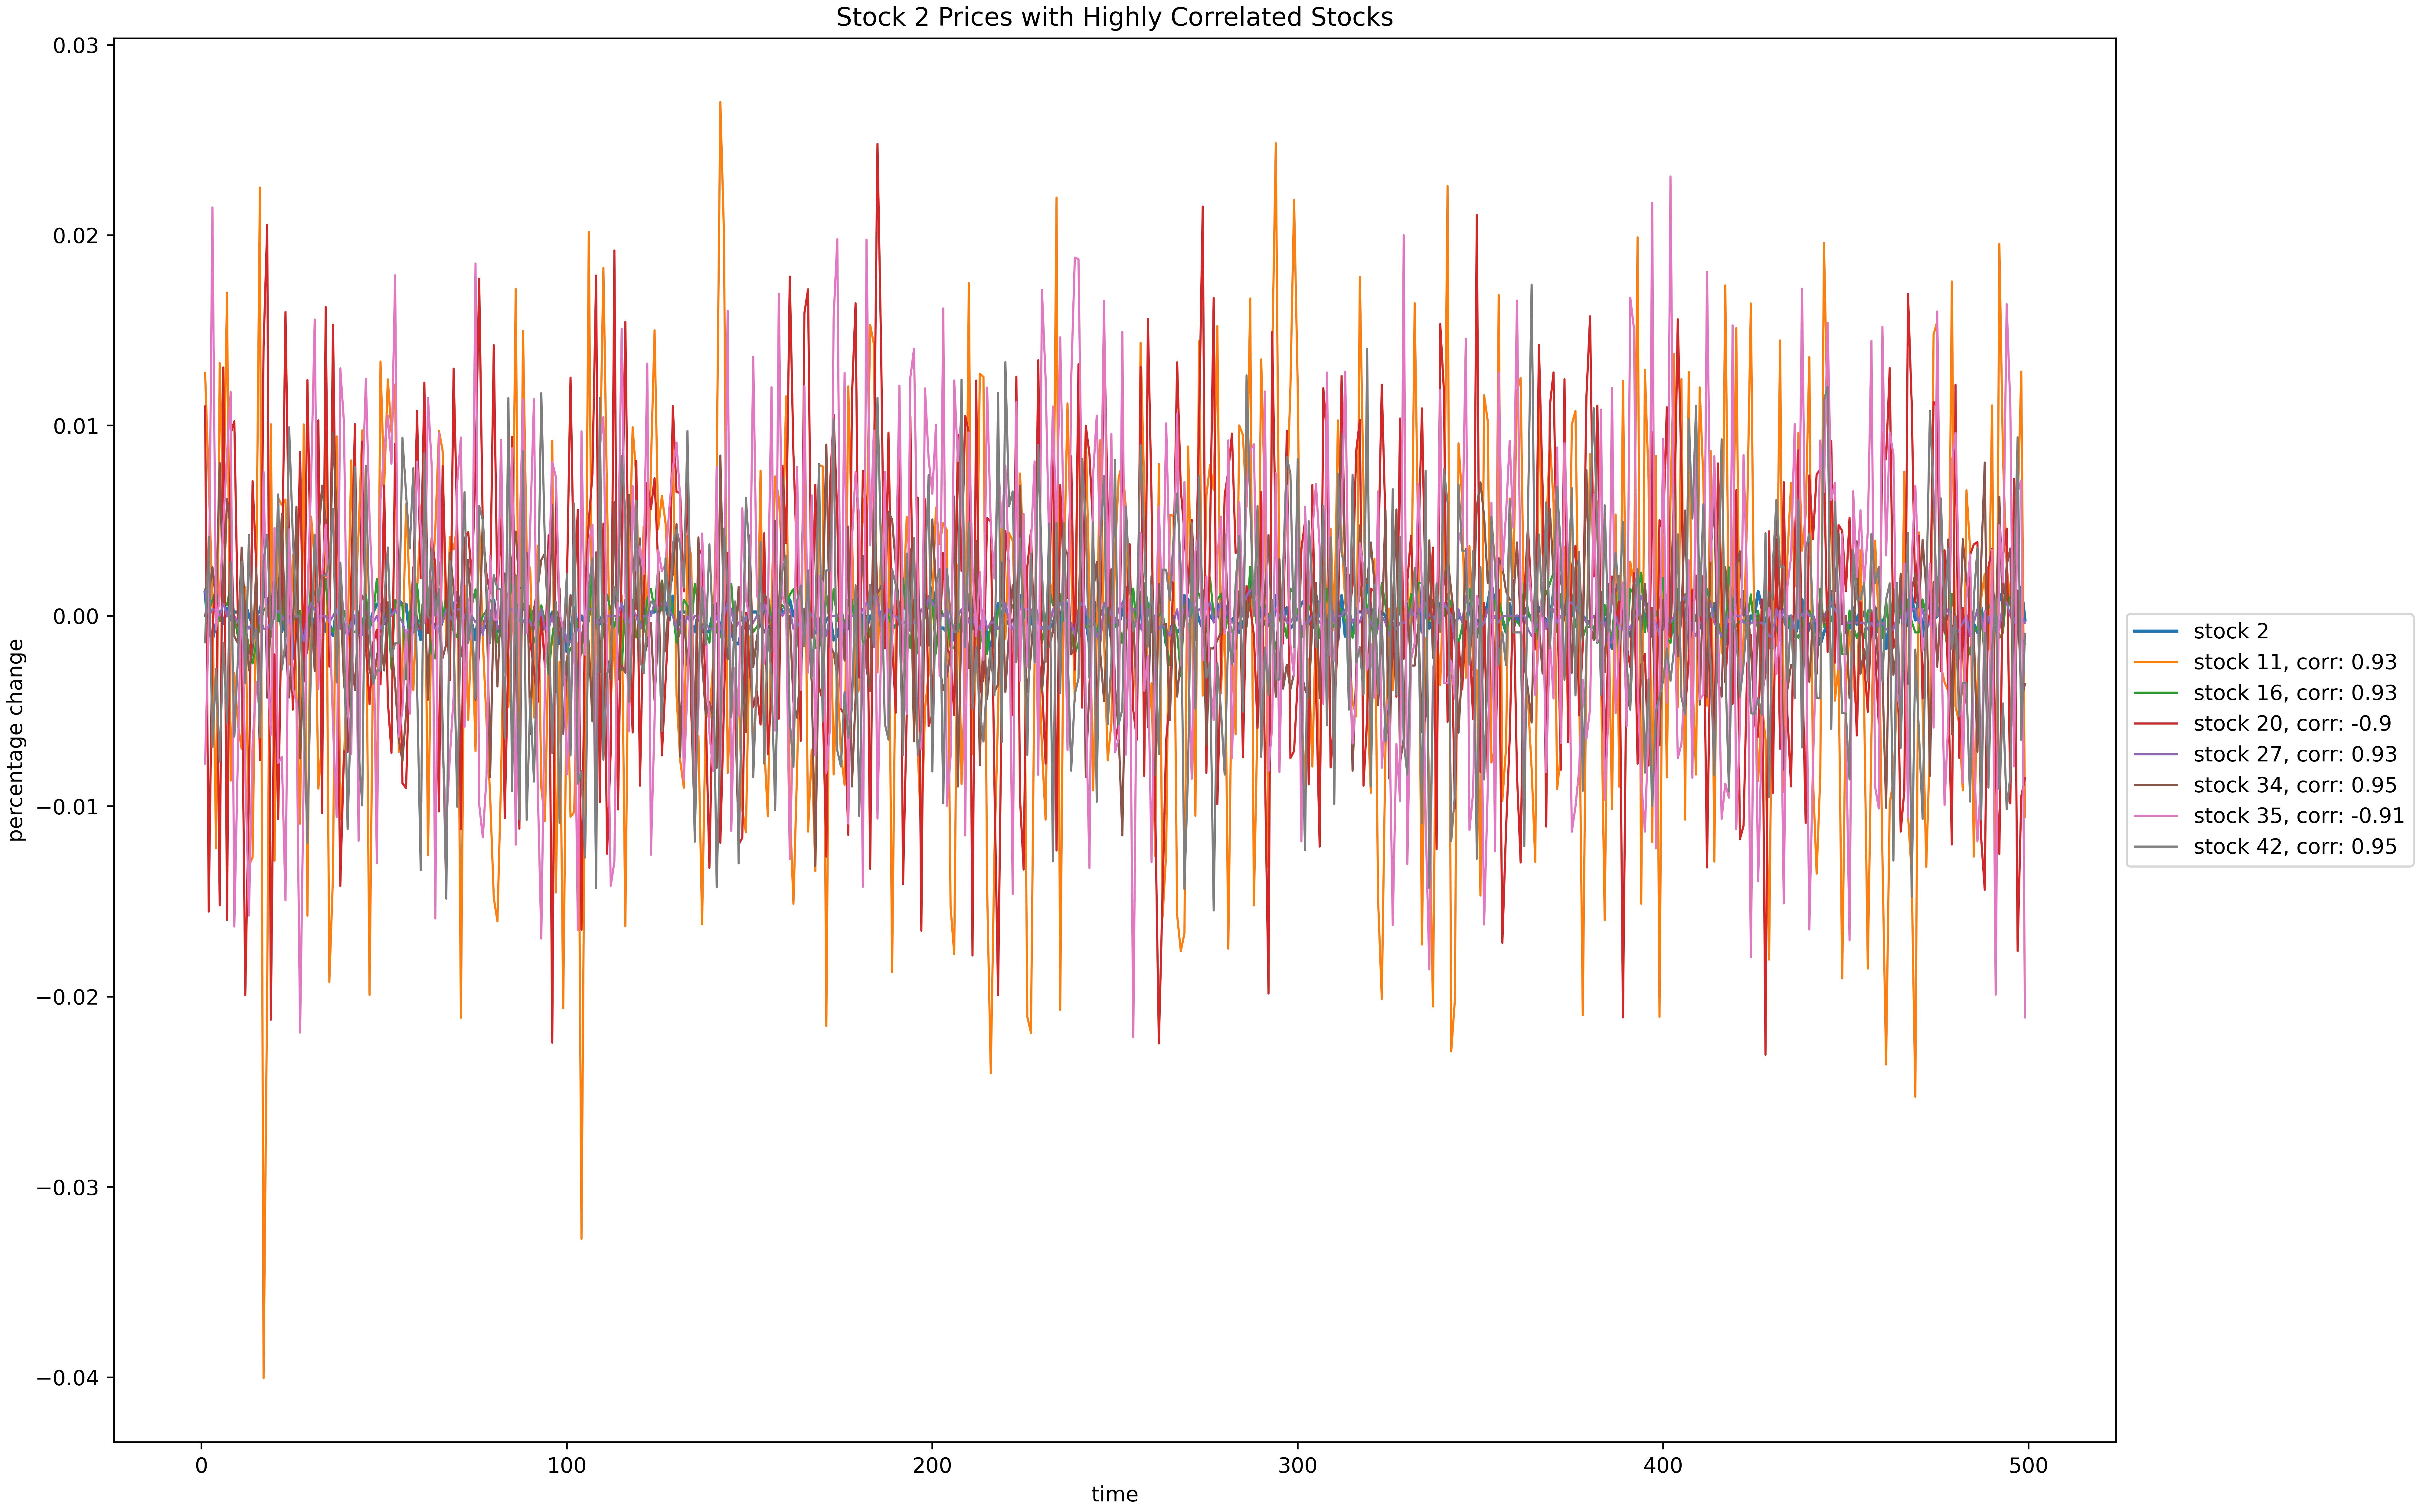 Stock 2 Prices with Highly Correlated Stocks
0.03
0.02
0.01
0.00
−0.01
−0.02
−0.03
−0.04
percentage change
0 100 200 300 400 500
time
stock 2
stock 11, corr: 0.93
stock 16, corr: 0.93
stock 20, corr: -0.9
stock 27, corr: 0.93
stock 34, corr: 0.95
stock 35, corr: -0.91
stock 42, corr: 0.95